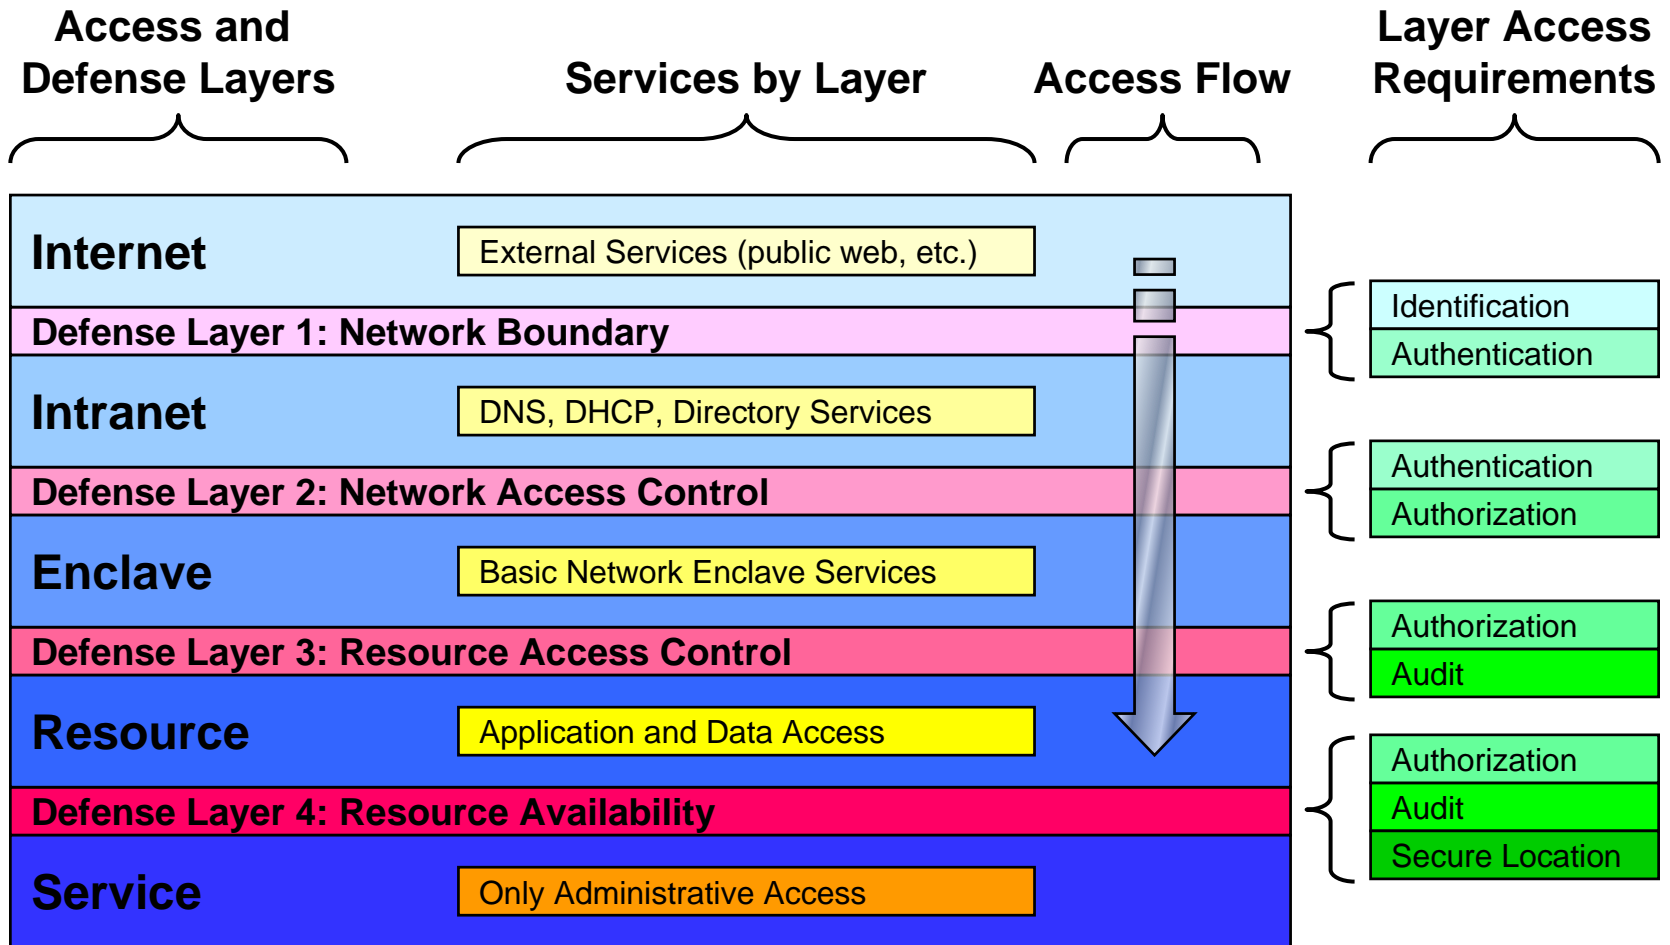 Access and
Defense Layers
Services by Layer
Access Flow
Layer Access
Requirements
Internet
External Services (public web, etc.)
Defense Layer 1: Network Boundary
Identification
Authentication
Intranet
DNS, DHCP, Directory Services
Defense Layer 2: Network Access Control
Authentication
Authorization
Enclave
Basic Network Enclave Services
Defense Layer 3: Resource Access Control
Authorization
Audit
Resource
Application and Data Access
Defense Layer 4: Resource Availability
Authorization
Audit
Secure Location
Service
Only Administrative Access